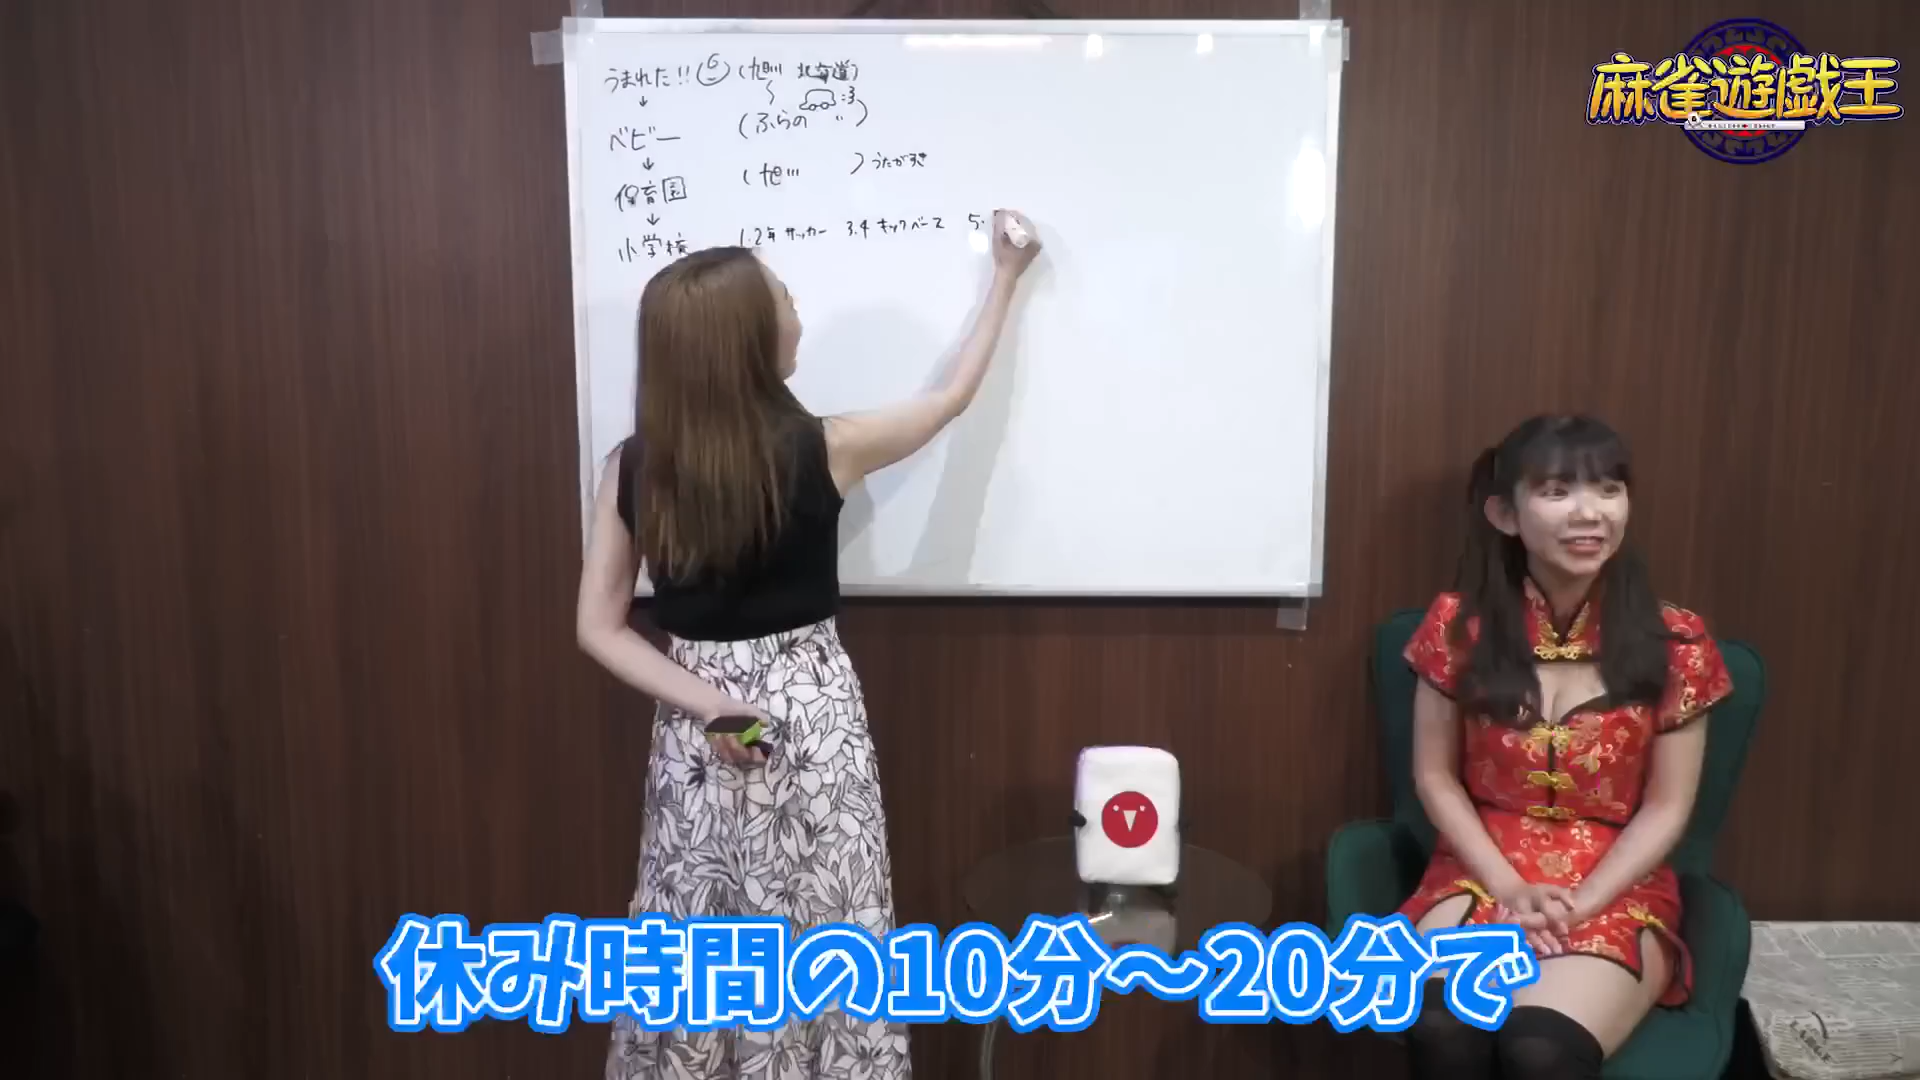 うまれた!! 6 (旭川 北海道)
↓
ベビー (ふらの 〃)
↓
保育園 (旭川 ) うたがすき
↓
小学校 1.2年 サッカー 3.4 キックベース 5.
麻雀遊戯王
休み時間の10分～20分で